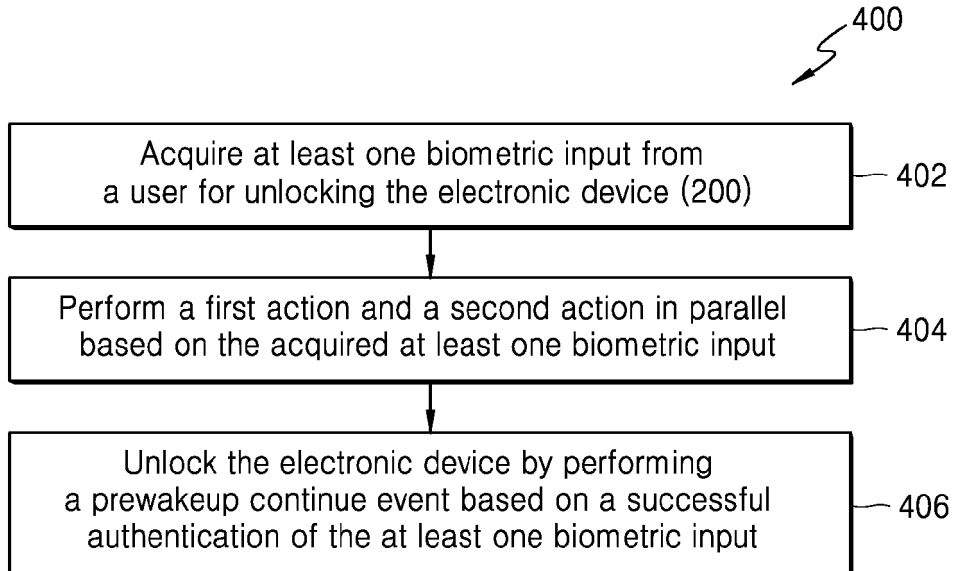 400
Acquire at least one biometric input from
a user for unlocking the electronic device (200)
402
Perform a first action and a second action in parallel
based on the acquired at least one biometric input
404
Unlock the electronic device by performing
a prewakeup continue event based on a successful
authentication of the at least one biometric input
406